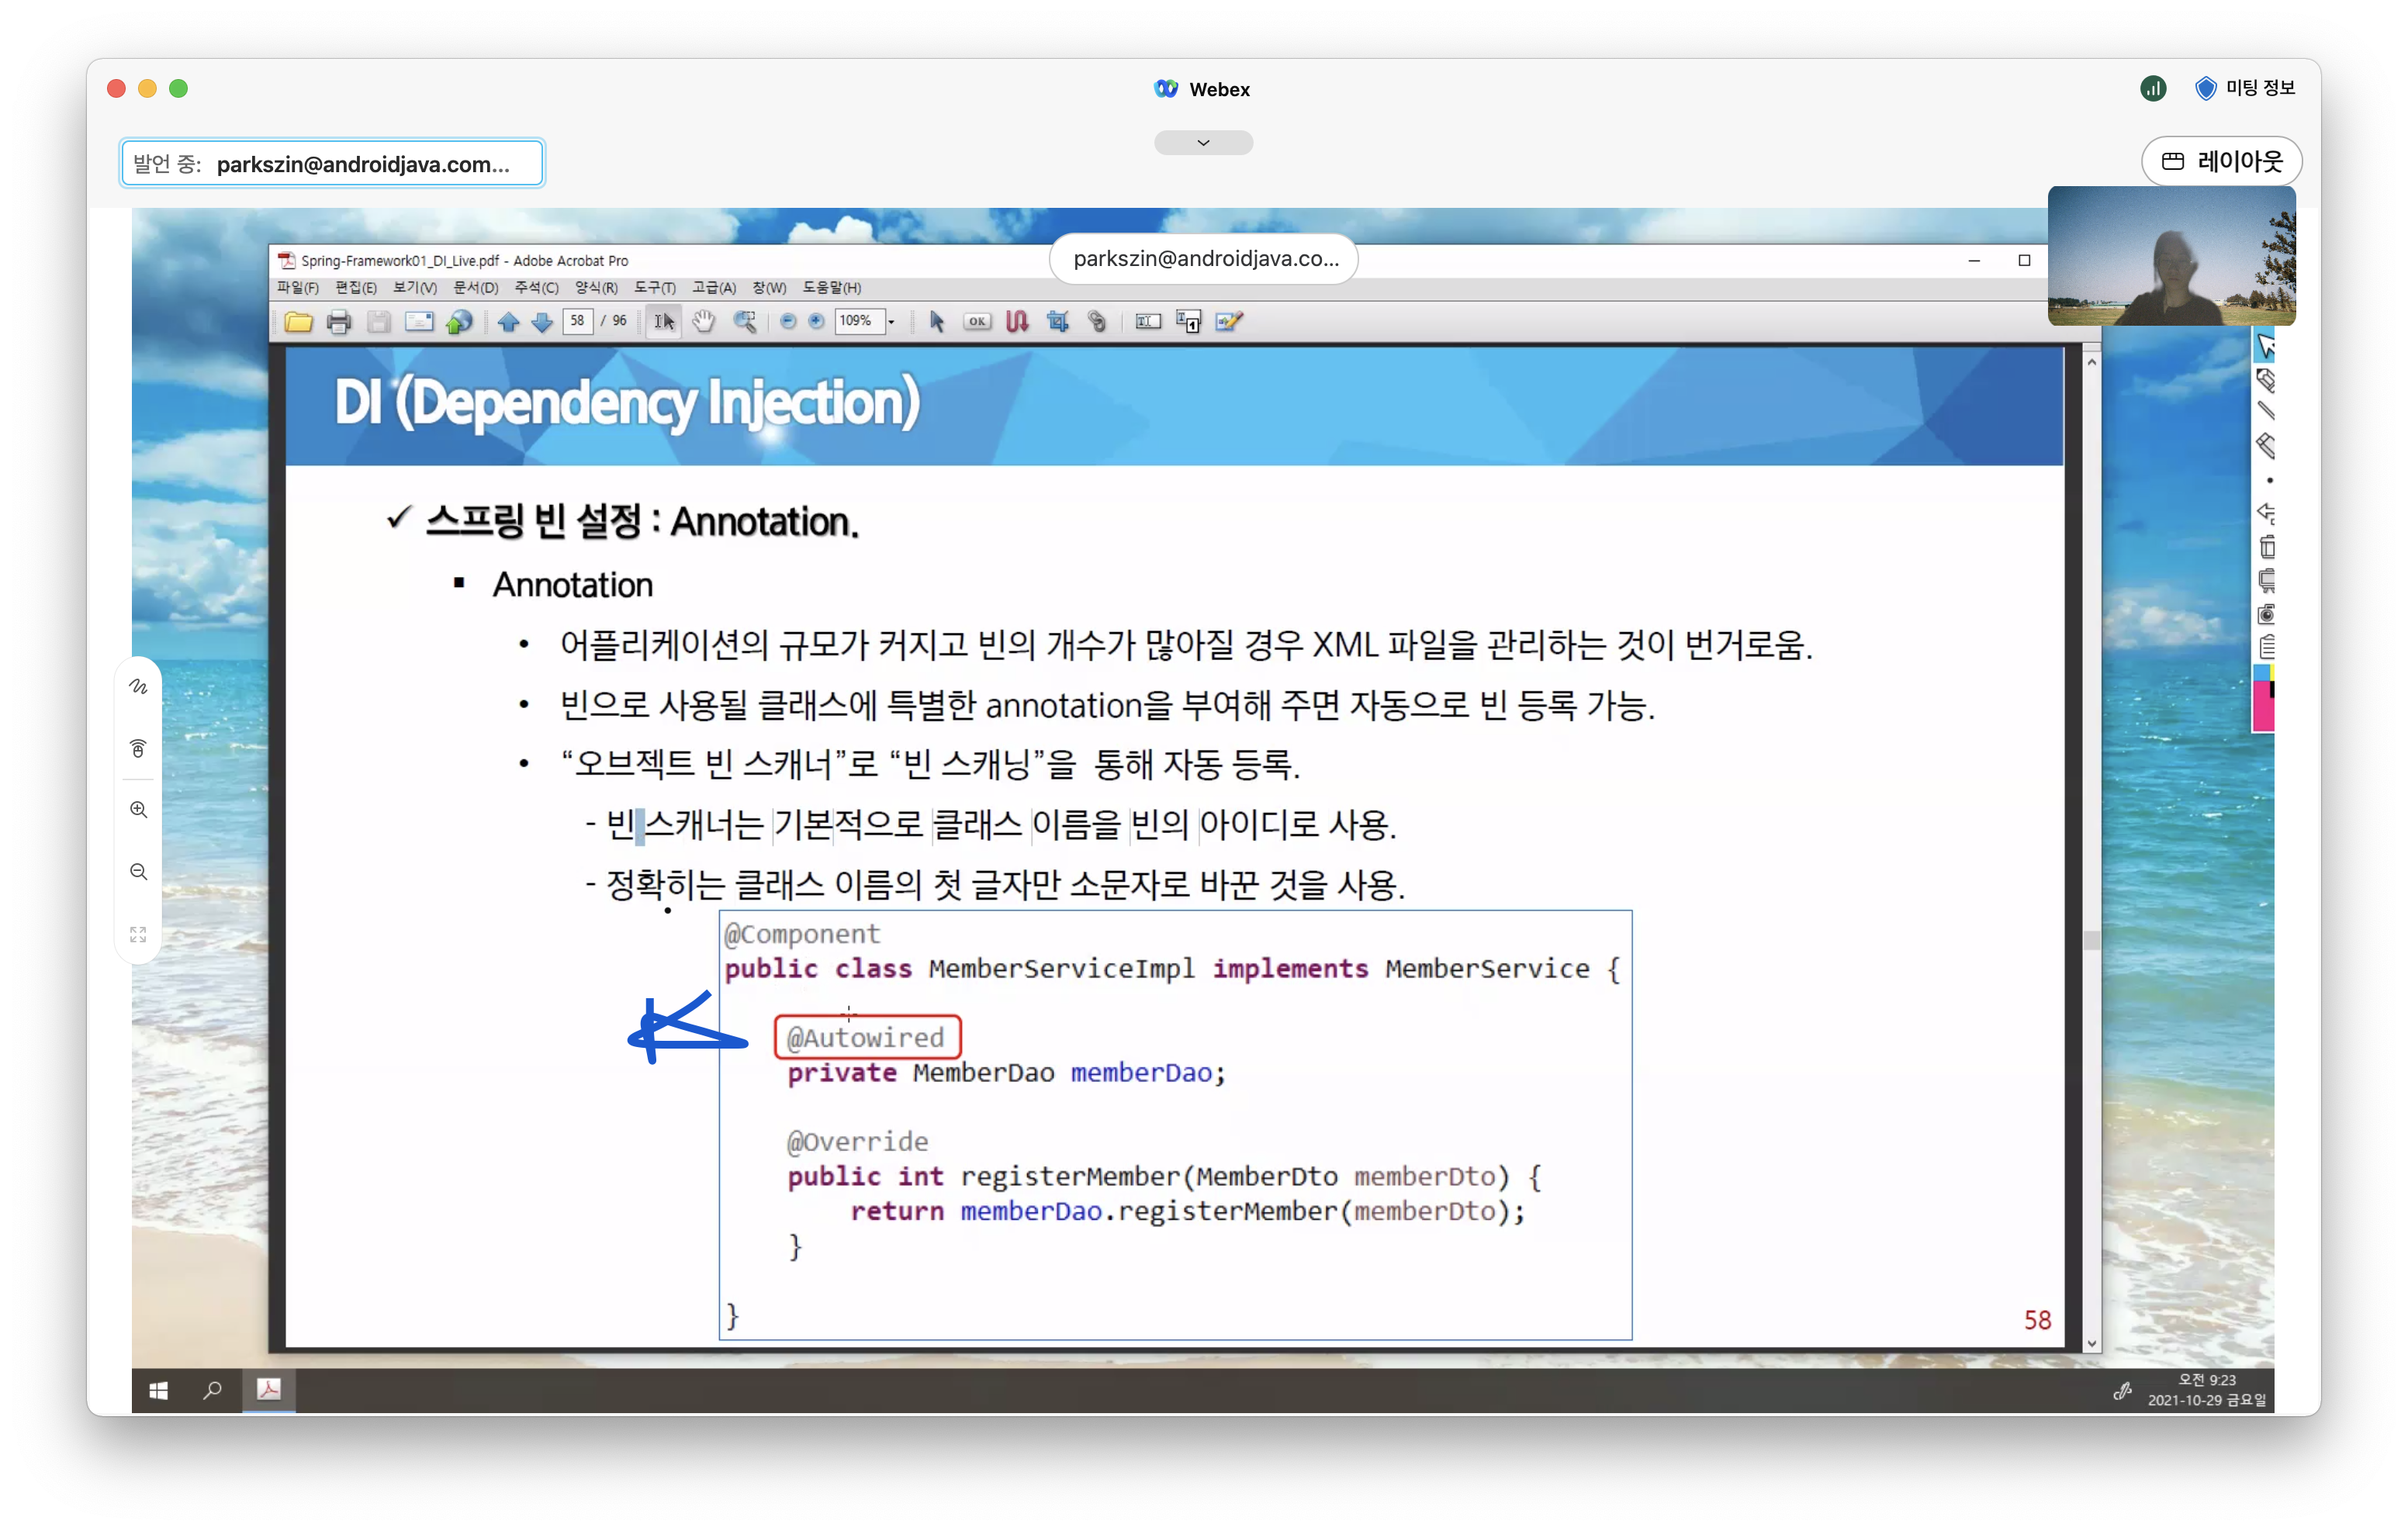 Webex
미팅 정보
발언 중: parkszin@androidjava.com...
레이아웃
Spring-Framework01_DI_Live.pdf - Adobe Acrobat Pro
parkszin@androidjava.co...
파일(F) 편집(E) 보기(V) 문서(D) 주석(C) 양식(R) 도구(T) 고급(A) 창(W) 도움말(H)
58 / 96 109% OK
DI (Dependency Injection)
✓ 스프링 빈 설정 : Annotation.
▪ Annotation
• 어플리케이션의 규모가 커지고 빈의 개수가 많아질 경우 XML 파일을 관리하는 것이 번거로움.
• 빈으로 사용될 클래스에 특별한 annotation을 부여해 주면 자동으로 빈 등록 가능.
• “오브젝트 빈 스캐너”로 “빈 스캐닝”을 통해 자동 등록.
- 빈 스캐너는 기본적으로 클래스 이름을 빈의 아이디로 사용.
- 정확히는 클래스 이름의 첫 글자만 소문자로 바꾼 것을 사용.
@Component
public class MemberServiceImpl implements MemberService {
@Autowired
private MemberDao memberDao;
@Override
public int registerMember(MemberDto memberDto) {
return memberDao.registerMember(memberDto);
}
}
58
오전 9:23
2021-10-29 금요일